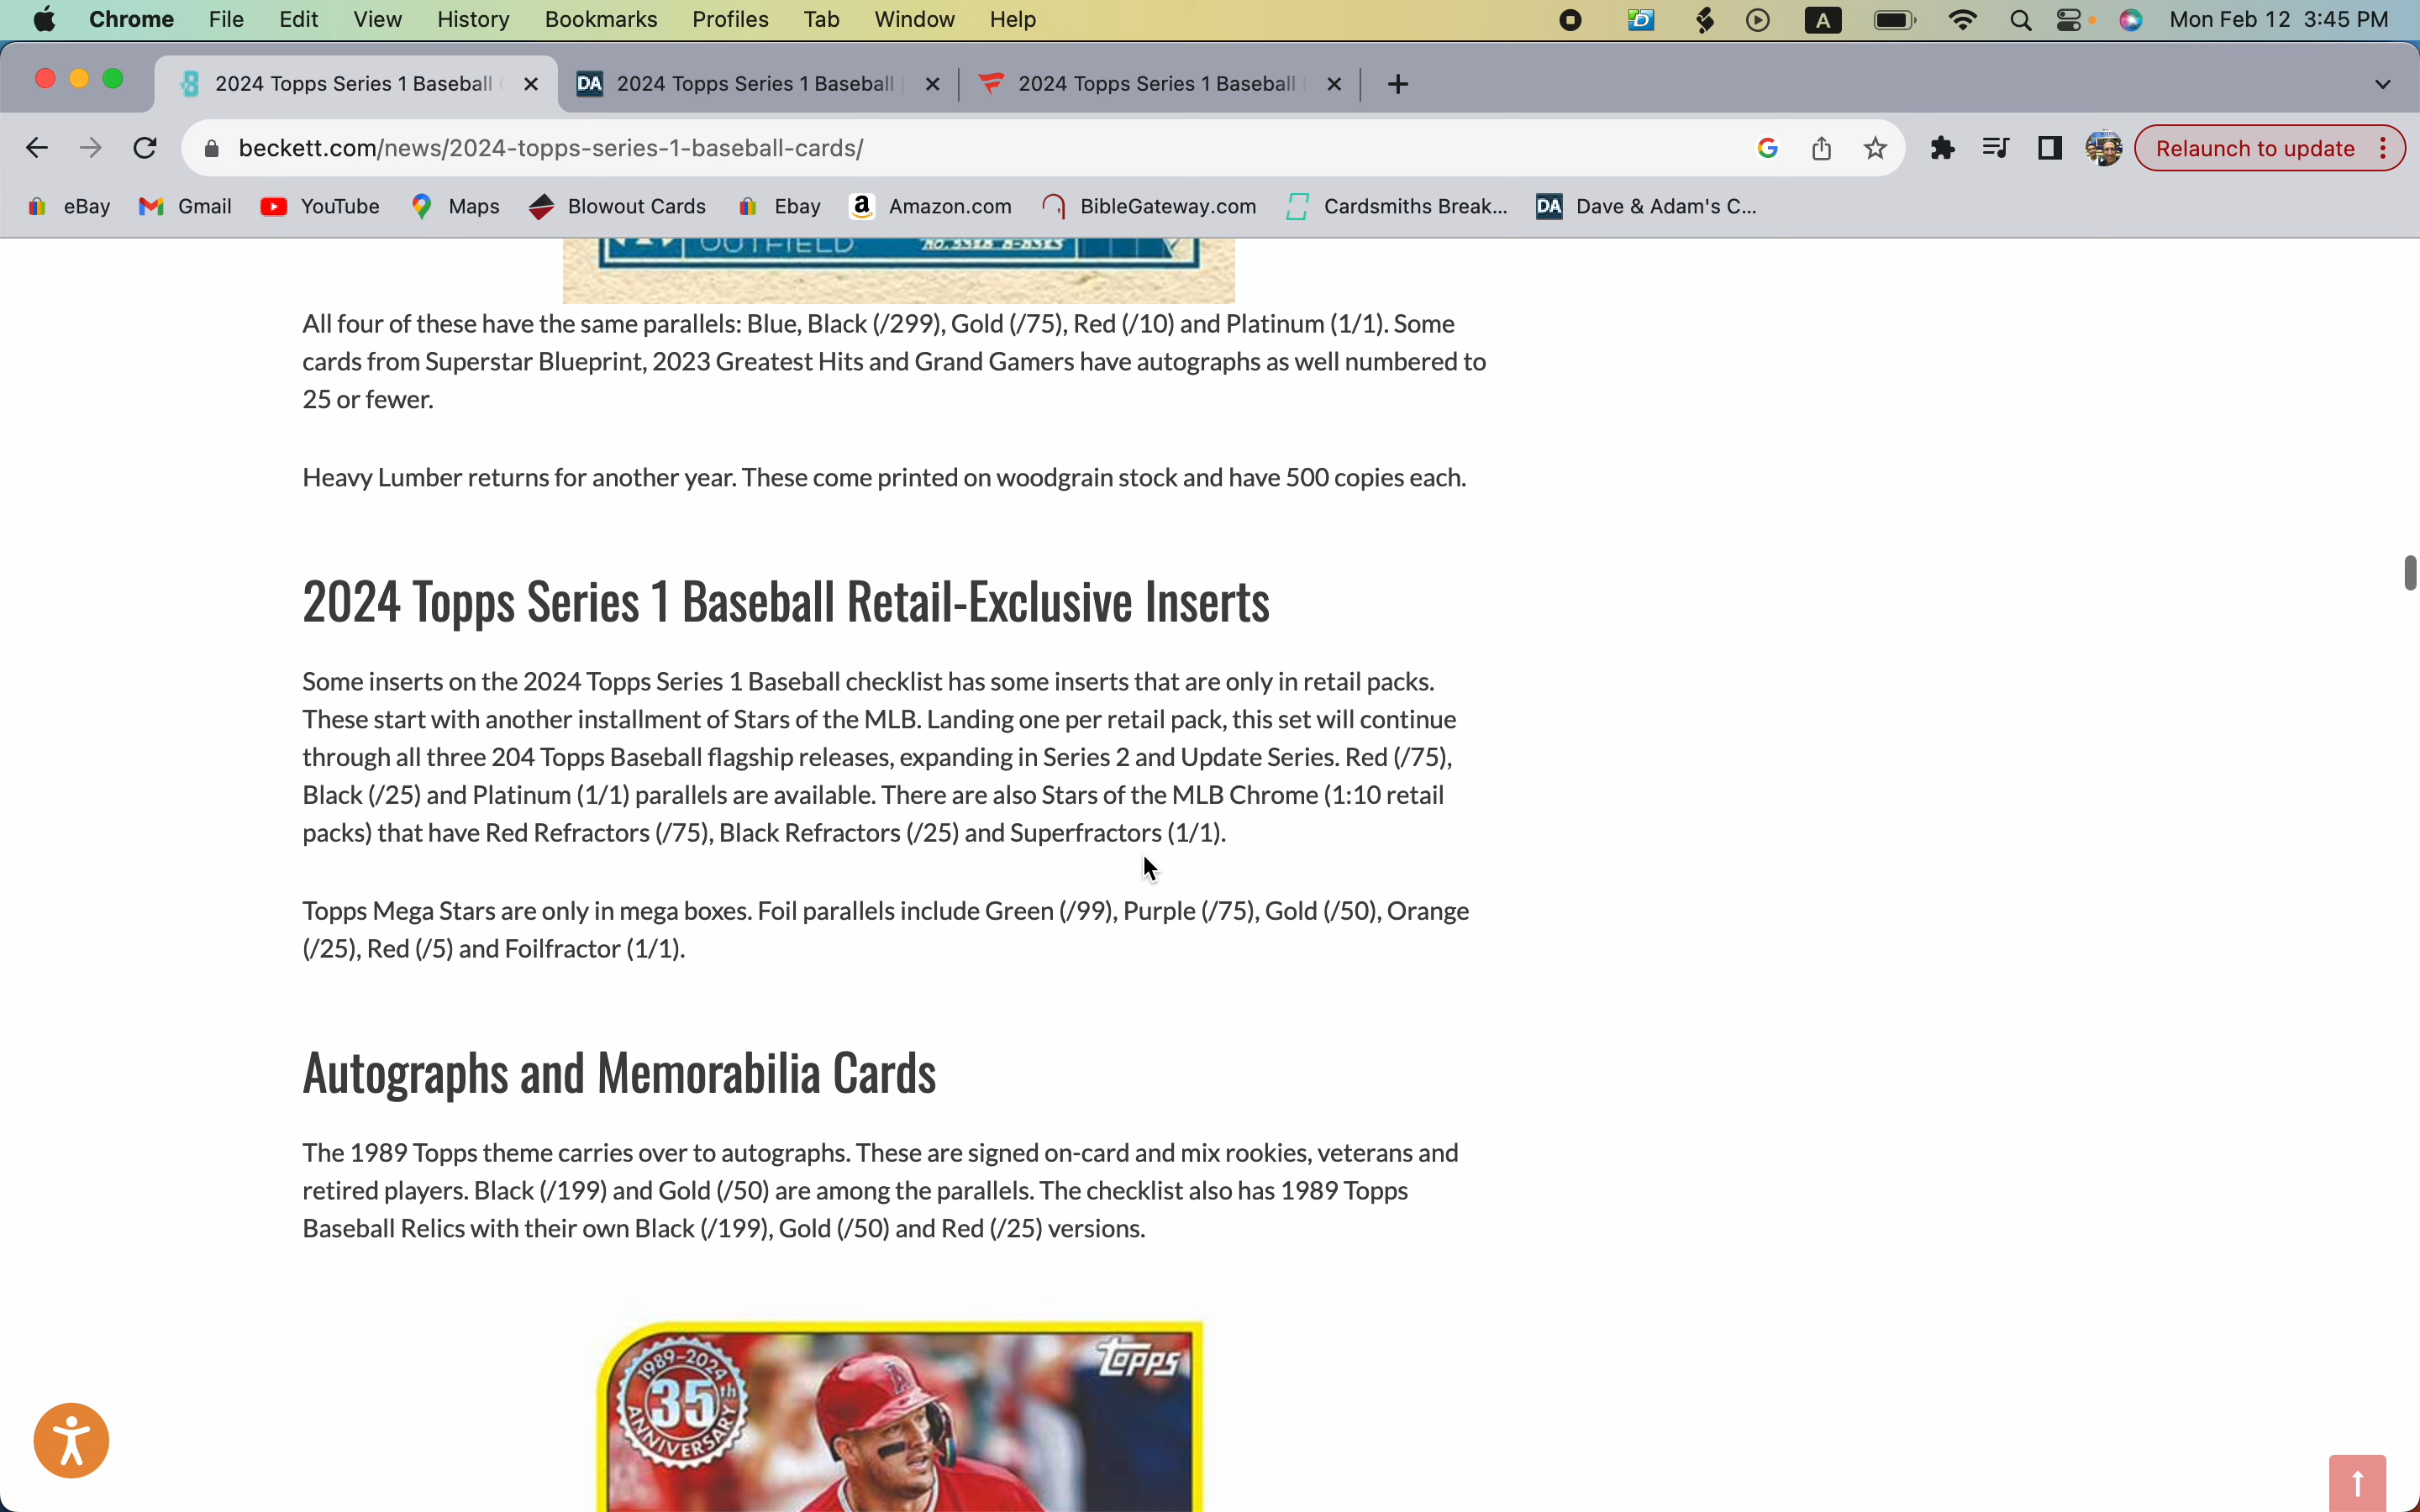 Chrome File Edit View History Bookmarks Profiles Tab Window Help A Mon Feb 12 3:45 PM
2024 Topps Series 1 Baseball DA 2024 Topps Series 1 Baseball 2024 Topps Series 1 Baseball
beckett.com/news/2024-topps-series-1-baseball-cards/ Relaunch to update
eBay Gmail YouTube Maps Blowout Cards Ebay Amazon.com BibleGateway.com Cardsmiths Break... DA Dave & Adam's C...
OUTFIELD
All four of these have the same parallels: Blue, Black (/299), Gold (/75), Red (/10) and Platinum (1/1). Some
cards from Superstar Blueprint, 2023 Greatest Hits and Grand Gamers have autographs as well numbered to
25 or fewer.
Heavy Lumber returns for another year. These come printed on woodgrain stock and have 500 copies each.
2024 Topps Series 1 Baseball Retail-Exclusive Inserts
Some inserts on the 2024 Topps Series 1 Baseball checklist has some inserts that are only in retail packs.
These start with another installment of Stars of the MLB. Landing one per retail pack, this set will continue
through all three 204 Topps Baseball flagship releases, expanding in Series 2 and Update Series. Red (/75),
Black (/25) and Platinum (1/1) parallels are available. There are also Stars of the MLB Chrome (1:10 retail
packs) that have Red Refractors (/75), Black Refractors (/25) and Superfractors (1/1).
Topps Mega Stars are only in mega boxes. Foil parallels include Green (/99), Purple (/75), Gold (/50), Orange
(/25), Red (/5) and Foilfractor (1/1).
Autographs and Memorabilia Cards
The 1989 Topps theme carries over to autographs. These are signed on-card and mix rookies, veterans and
retired players. Black (/199) and Gold (/50) are among the parallels. The checklist also has 1989 Topps
Baseball Relics with their own Black (/199), Gold (/50) and Red (/25) versions.
1989-2024
35th
ANNIVERSARY
Topps
A